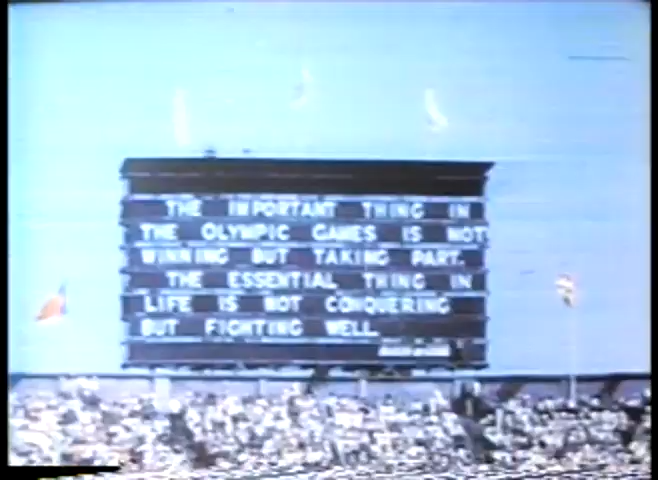 THE IMPORTANT THING IN
THE OLYMPIC GAMES IS NOT
WINNING BUT TAKING PART.
THE ESSENTIAL THING IN
LIFE IS NOT CONQUERING
BUT FIGHTING WELL.